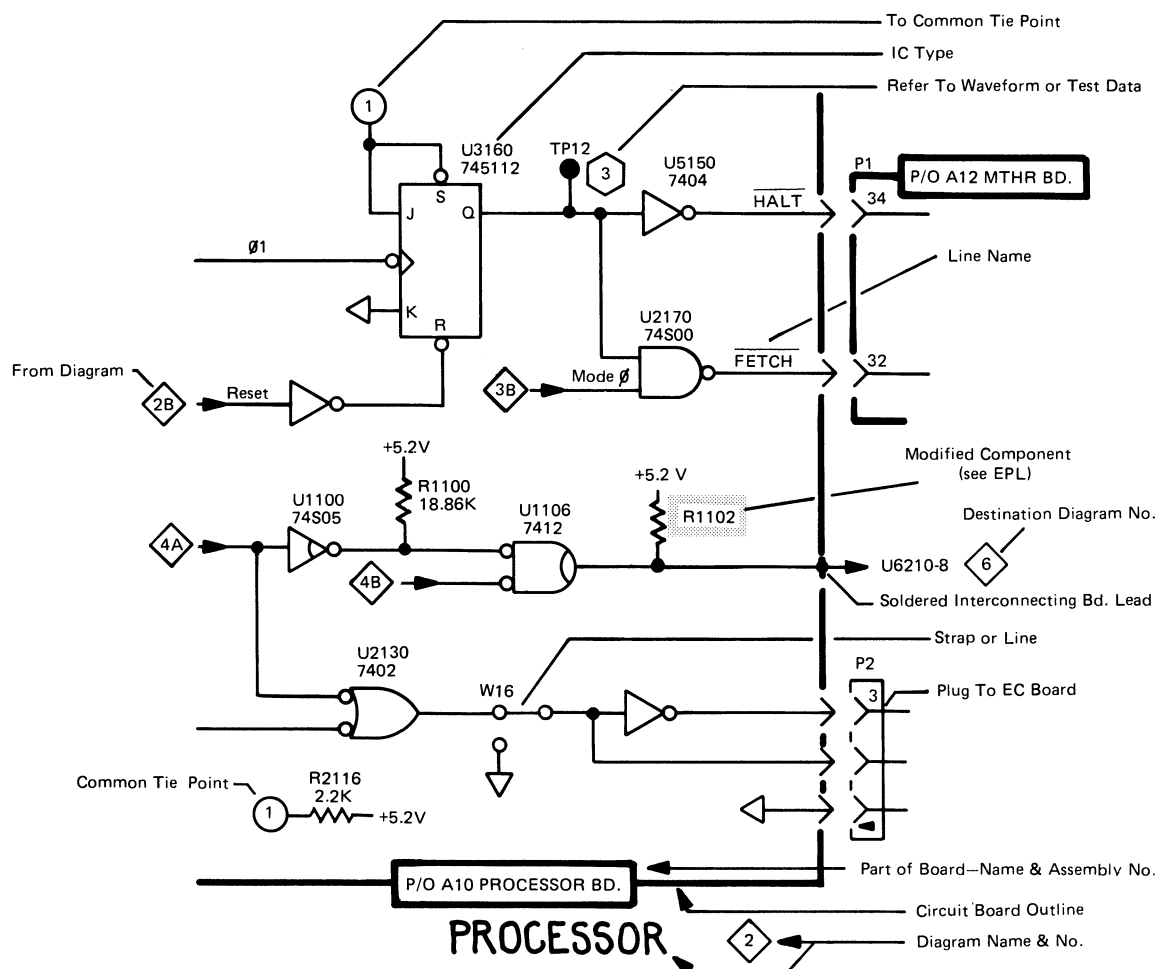 To Common Tie Point
IC Type
Refer To Waveform or Test Data
1
U3160
745112
TP12
3
U5150
7404
P1
P/O A12 MTHR BD.
S
J
Q
HALT
34
Ø1
Line Name
K
R
U2170
74S00
From Diagram
2B
Reset
3B
Mode Ø
FETCH
32
+5.2V
R1100
18.86K
+5.2 V
R1102
Modified Component
(see EPL)
U1100
74S05
U1106
7412
Destination Diagram No.
4A
4B
U6210-8
6
Soldered Interconnecting Bd. Lead
U2130
7402
Strap or Line
W16
P2
3
Plug To EC Board
Common Tie Point
R2116
2.2K
1
+5.2V
P/O A10 PROCESSOR BD.
Part of Board—Name & Assembly No.
Circuit Board Outline
PROCESSOR
2
Diagram Name & No.